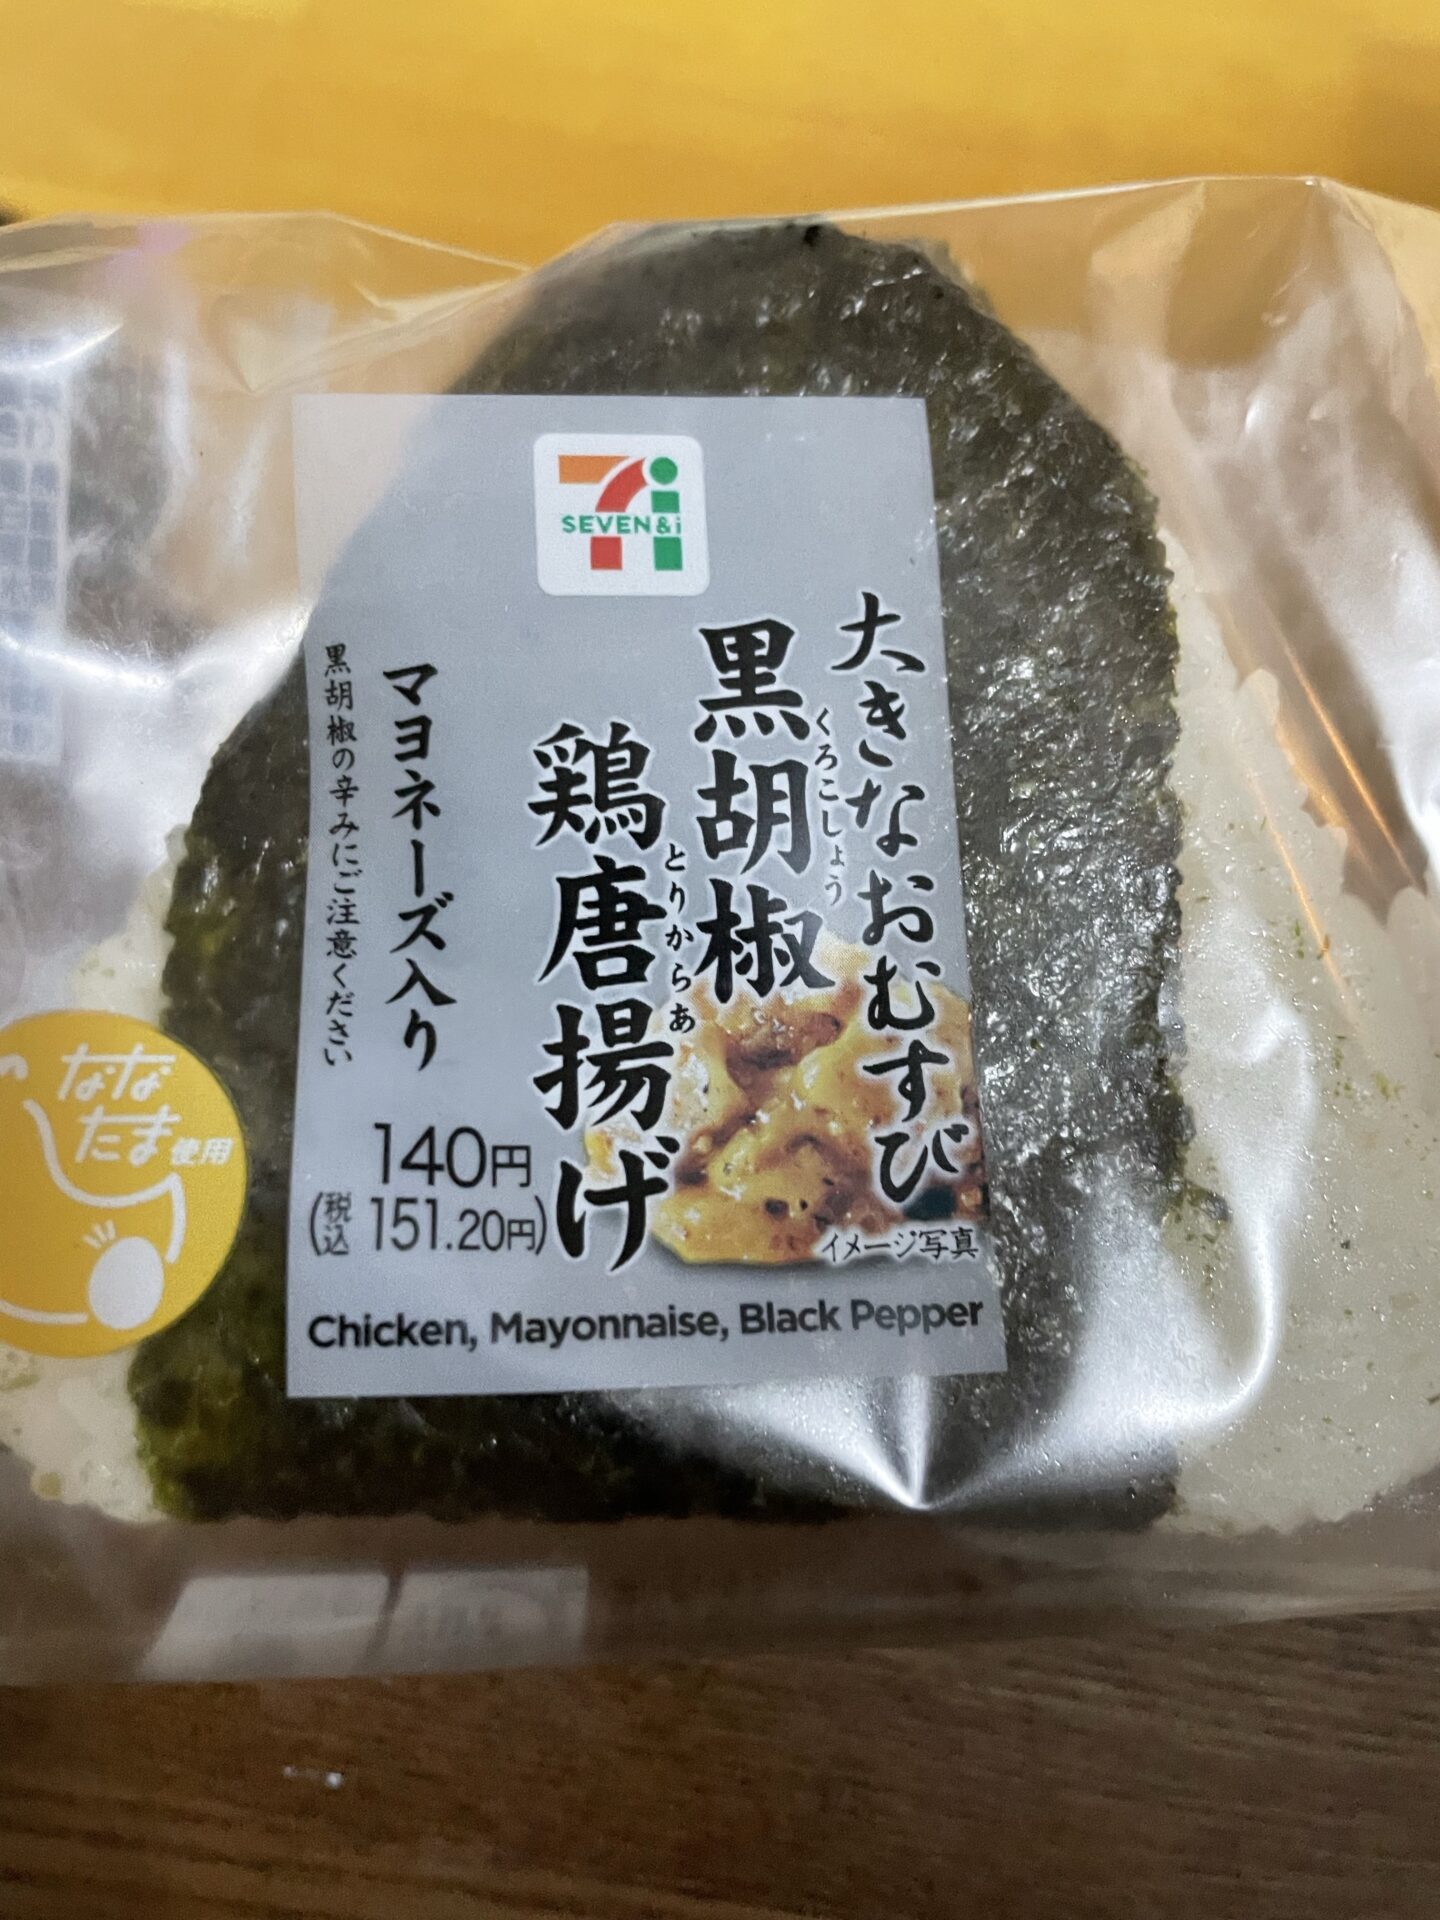 SEVEN&i
大きなおむすび
黒胡椒
くろこしょう
鶏唐揚げ
とりからあ
マヨネーズ入り
黒胡椒の辛みにご注意ください
140円
(税込 151.20円)
イメージ写真
Chicken, Mayonnaise, Black Pepper
なな
たま使用